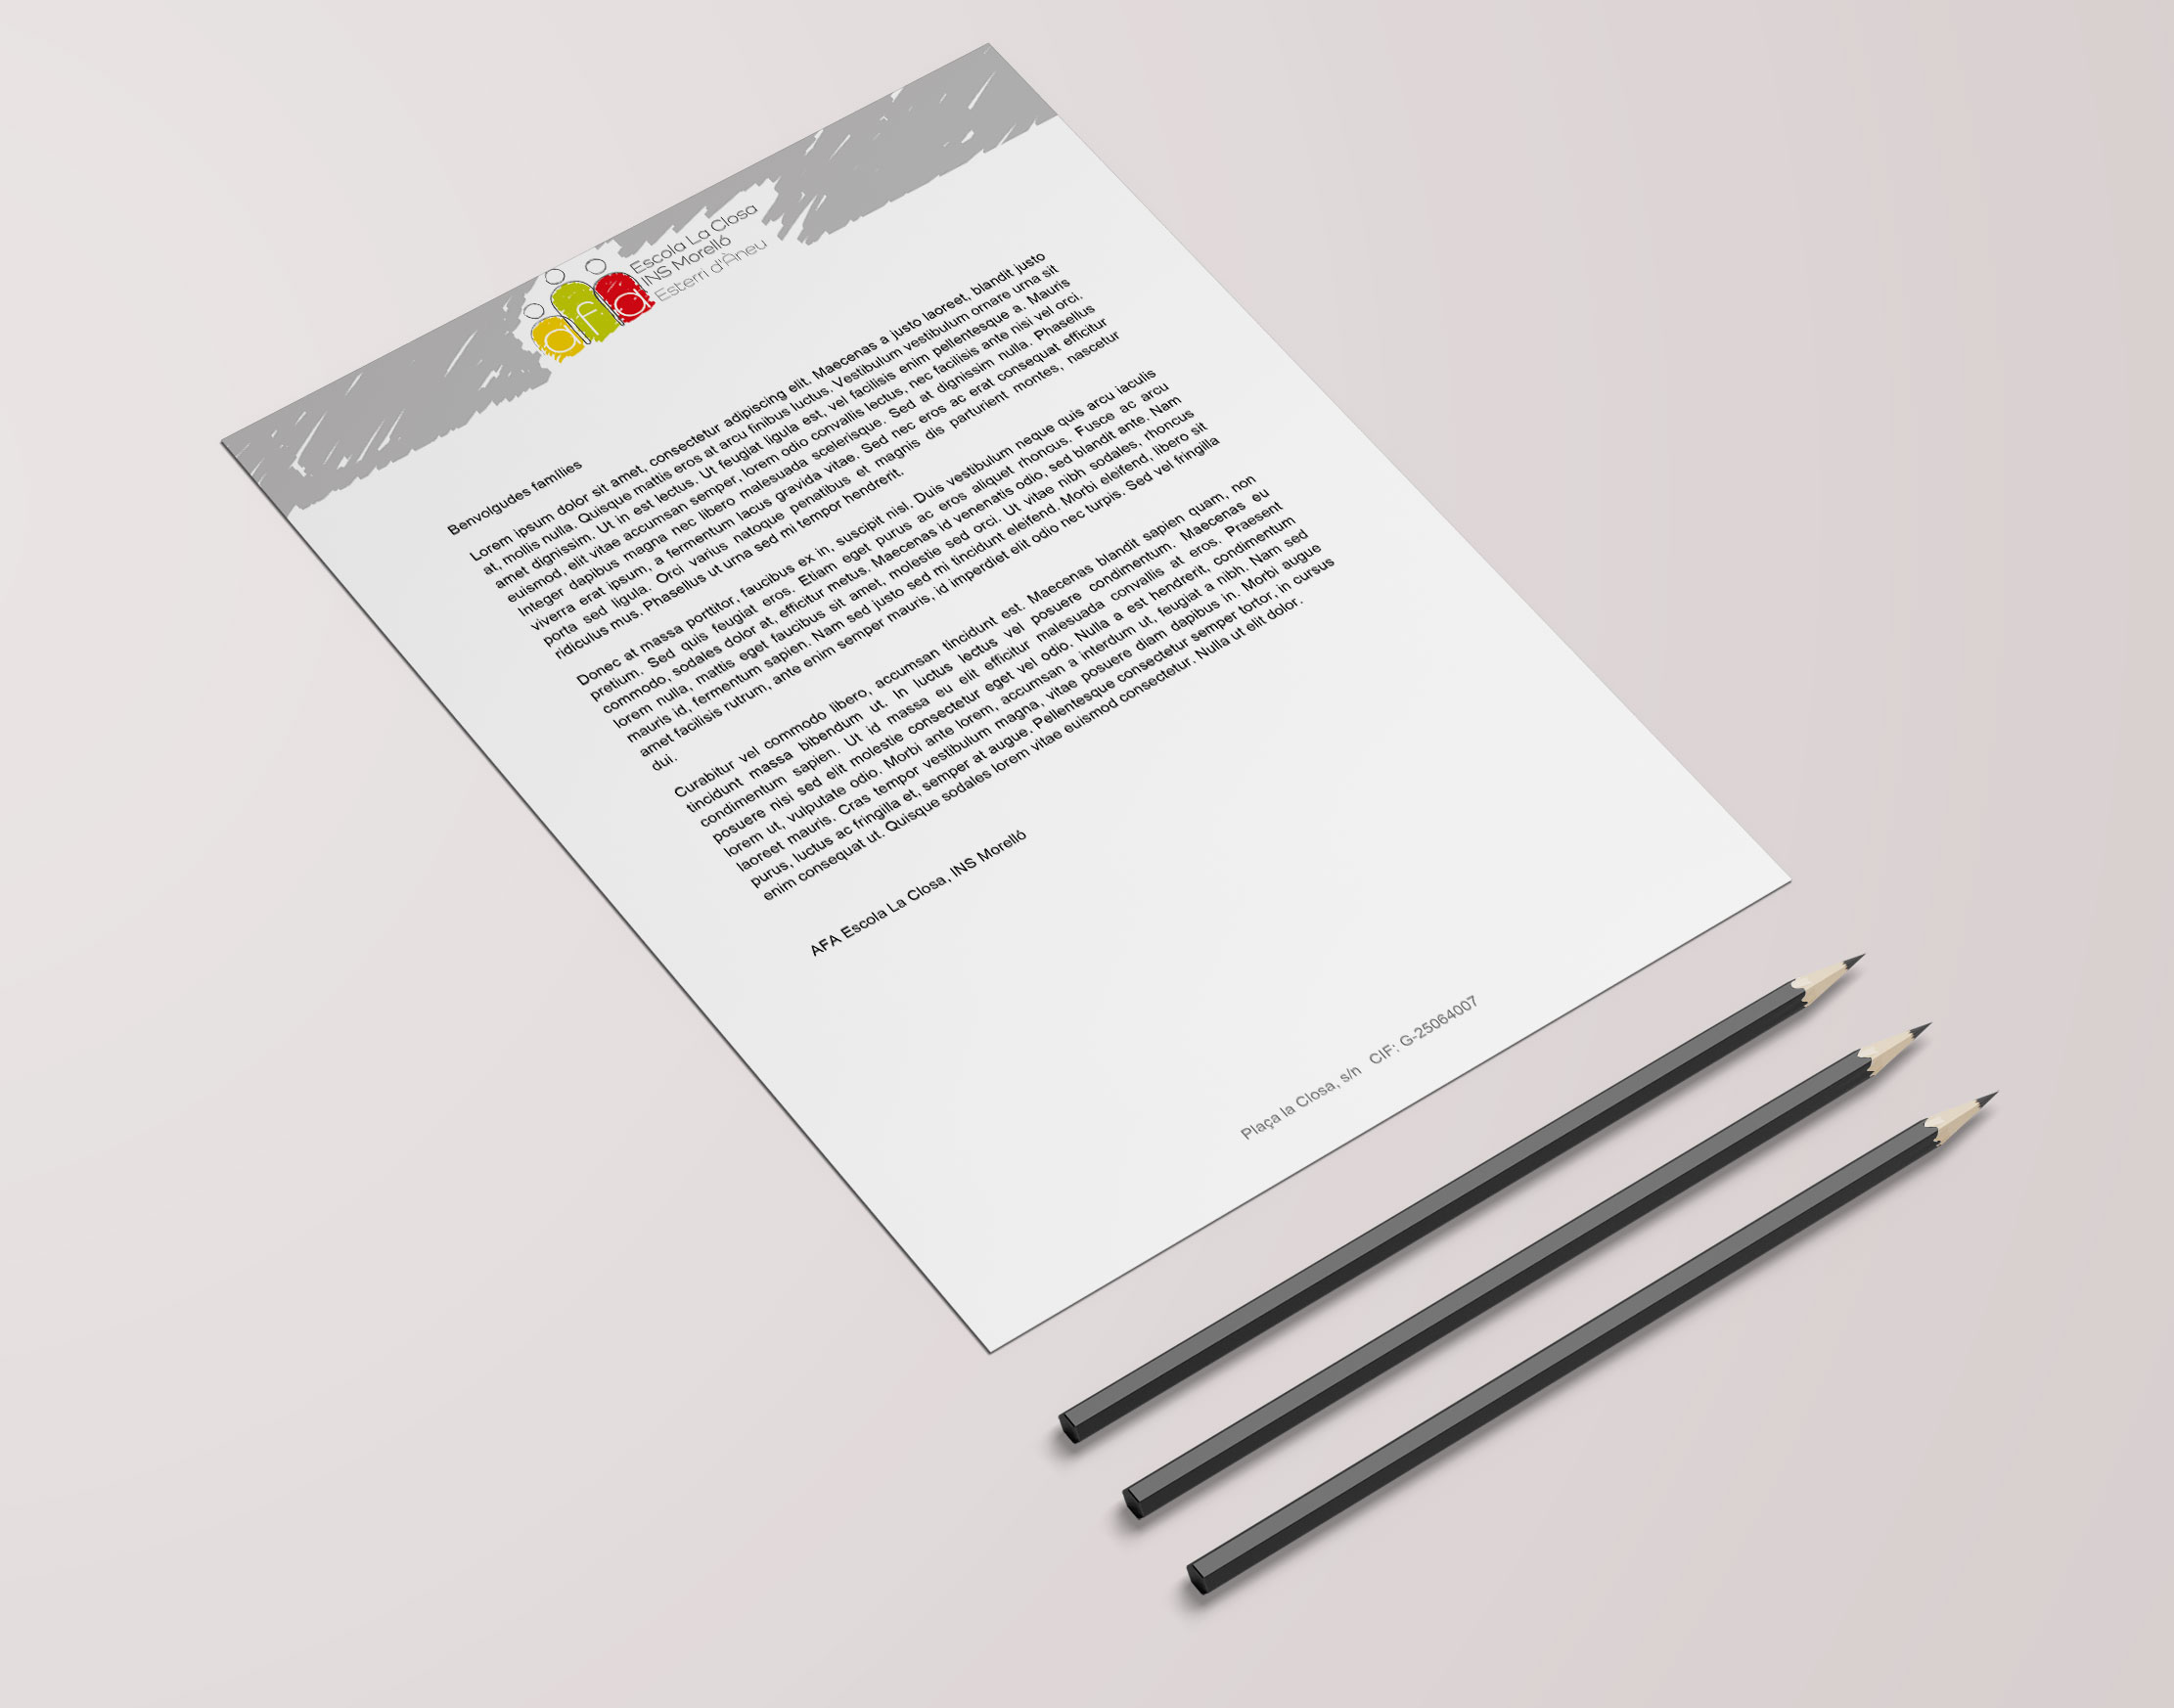 afa
Escola La Closa
INS Morelló
Esterri d'Àneu
Benvolgudes famílies
Lorem ipsum dolor sit amet, consectetur adipiscing elit. Maecenas a justo laoreet, blandit justo
at, mollis nulla. Quisque mattis eros at arcu finibus luctus. Vestibulum vestibulum ornare urna sit
amet dignissim. Ut in est lectus. Ut feugiat ligula est, vel facilisis enim pellentesque a. Mauris
euismod, elit vitae accumsan semper, lorem odio convallis lectus, nec facilisis ante nisi vel orci.
Integer dapibus magna nec libero malesuada scelerisque. Sed at dignissim nulla. Phasellus
viverra erat ipsum, a fermentum lacus gravida vitae. Sed nec eros ac erat consequat efficitur
porta sed ligula. Orci varius natoque penatibus et magnis dis parturient montes, nascetur
ridiculus mus. Phasellus ut urna sed mi tempor hendrerit.
Donec at massa porttitor, faucibus ex in, suscipit nisl. Duis vestibulum neque quis arcu iaculis
pretium. Sed quis feugiat eros. Etiam eget purus ac eros aliquet rhoncus. Fusce ac arcu
commodo, sodales dolor at, efficitur metus. Maecenas id venenatis odio, sed blandit ante. Nam
lorem nulla, mattis eget faucibus sit amet, molestie sed orci. Ut vitae nibh sodales, rhoncus
mauris id, fermentum sapien. Nam sed justo sed mi tincidunt eleifend. Morbi eleifend, libero sit
amet facilisis rutrum, ante enim semper mauris, id imperdiet elit odio nec turpis. Sed vel fringilla
dui.
Curabitur vel commodo libero, accumsan tincidunt est. Maecenas blandit sapien quam, non
tincidunt massa bibendum ut. In luctus lectus vel posuere condimentum. Maecenas eu
condimentum sapien. Ut id massa eu elit efficitur malesuada convallis at eros. Praesent
posuere nisi sed elit molestie consectetur eget vel odio. Nulla a est hendrerit, condimentum
lorem ut, vulputate odio. Morbi ante lorem, accumsan a interdum ut, feugiat a nibh. Nam sed
laoreet mauris. Cras tempor vestibulum magna, vitae posuere diam dapibus in. Morbi augue
purus, luctus ac fringilla et, semper at augue. Pellentesque consectetur semper tortor, in cursus
enim consequat ut. Quisque sodales lorem vitae euismod consectetur. Nulla ut elit dolor.
AFA Escola La Closa, INS Morelló
Plaça la Closa, s/n CIF: G-25064007